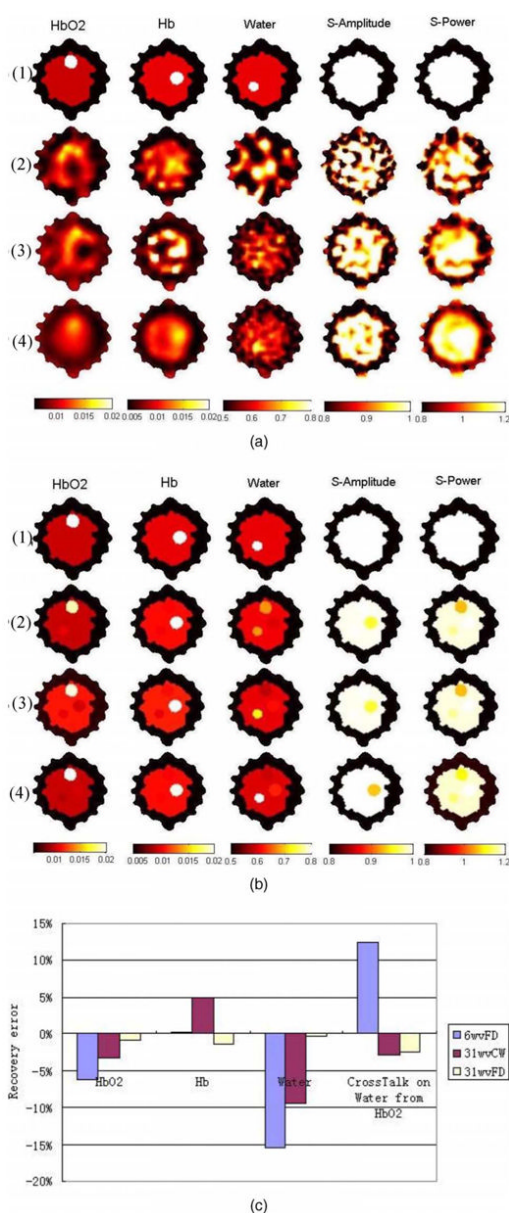 HbO2 Hb Water S-Amplitude S-Power
(1)
(2)
(3)
(4)
0.01 0.015 0.02 0.005 0.01 0.015 0.02 0.5 0.6 0.7 0.8 0.8 0.9 1 0.8 1 1.2
(a)
HbO2 Hb Water S-Amplitude S-Power
(1)
(2)
(3)
(4)
0.01 0.015 0.02 0.005 0.01 0.015 0.02 0.5 0.6 0.7 0.8 0.8 0.9 1 0.8 1 1.2
(b)
15%
10%
5%
0%
-5%
-10%
-15%
-20%
Recovery error
HbO2 Hb Water CrossTalk on
Water from
HbO2
6wvFD
31wvCW
31wvFD
(c)